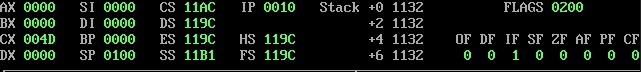 AX 0000 SI 0000 CS 11AC IP 0010 Stack +0 1132 FLAGS 0200
BX 0000 DI 0000 DS 119C +2 1132
CX 004D BP 0000 ES 119C HS 119C +4 1132 OF DF IF SF ZF AF PF CF
DX 0000 SP 0100 SS 11B1 FS 119C +6 1132 0 0 1 0 0 0 0 0